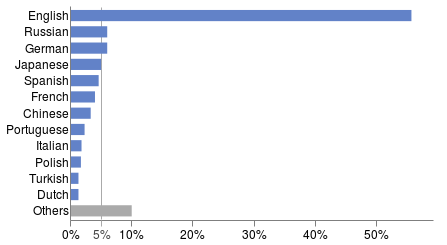 English
Russian
German
Japanese
Spanish
French
Chinese
Portuguese
Italian
Polish
Turkish
Dutch
Others
0% 5% 10% 20% 30% 40% 50%